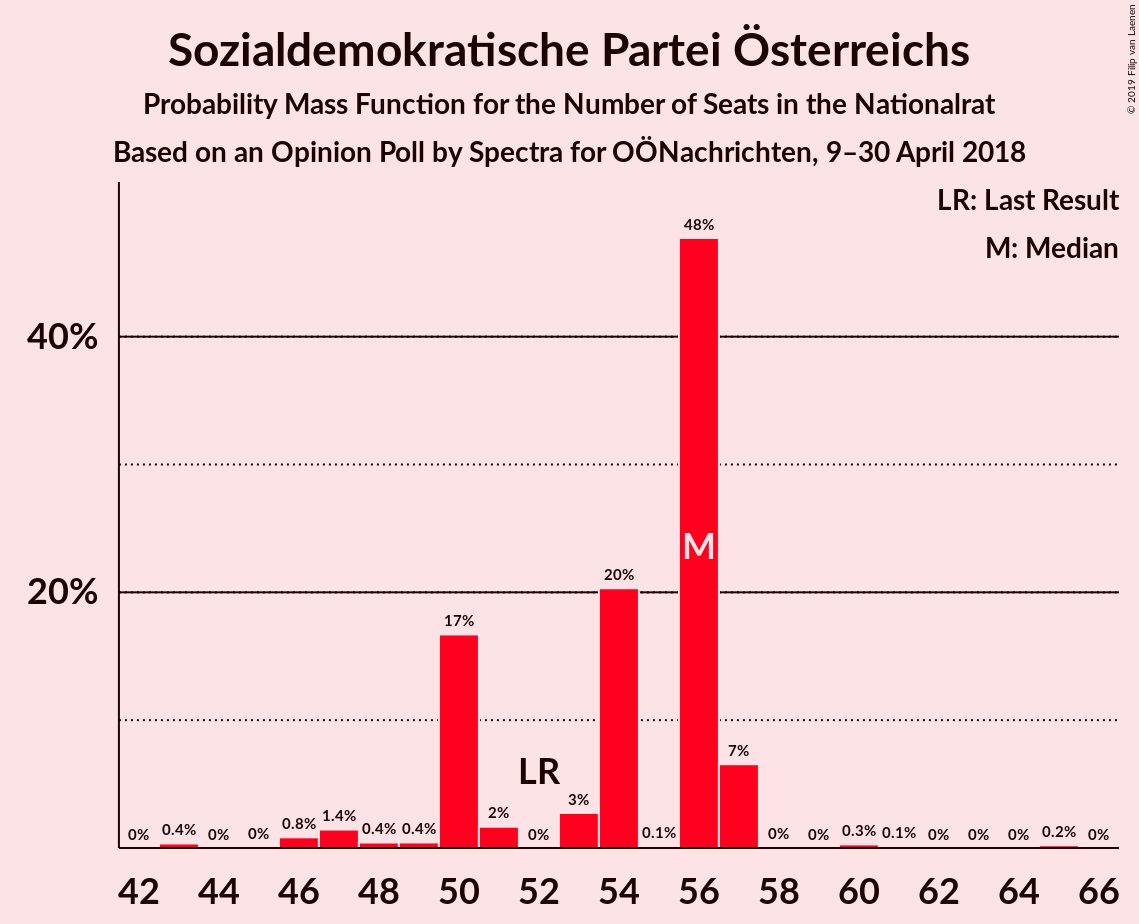 Sozialdemokratische Partei Österreichs
Probability Mass Function for the Number of Seats in the Nationalrat
Based on an Opinion Poll by Spectra for OÖNachrichten, 9–30 April 2018
© 2019 Filip van Laenen
LR: Last Result
M: Median
48%
40%
M
20%
20%
17%
LR
7%
3%
2%
1.4%
0% 0.4% 0% 0% 0.8% 0.4% 0.4% 0% 0.1% 0% 0% 0.3% 0.1% 0% 0% 0% 0.2% 0%
42 44 46 48 50 52 54 56 58 60 62 64 66